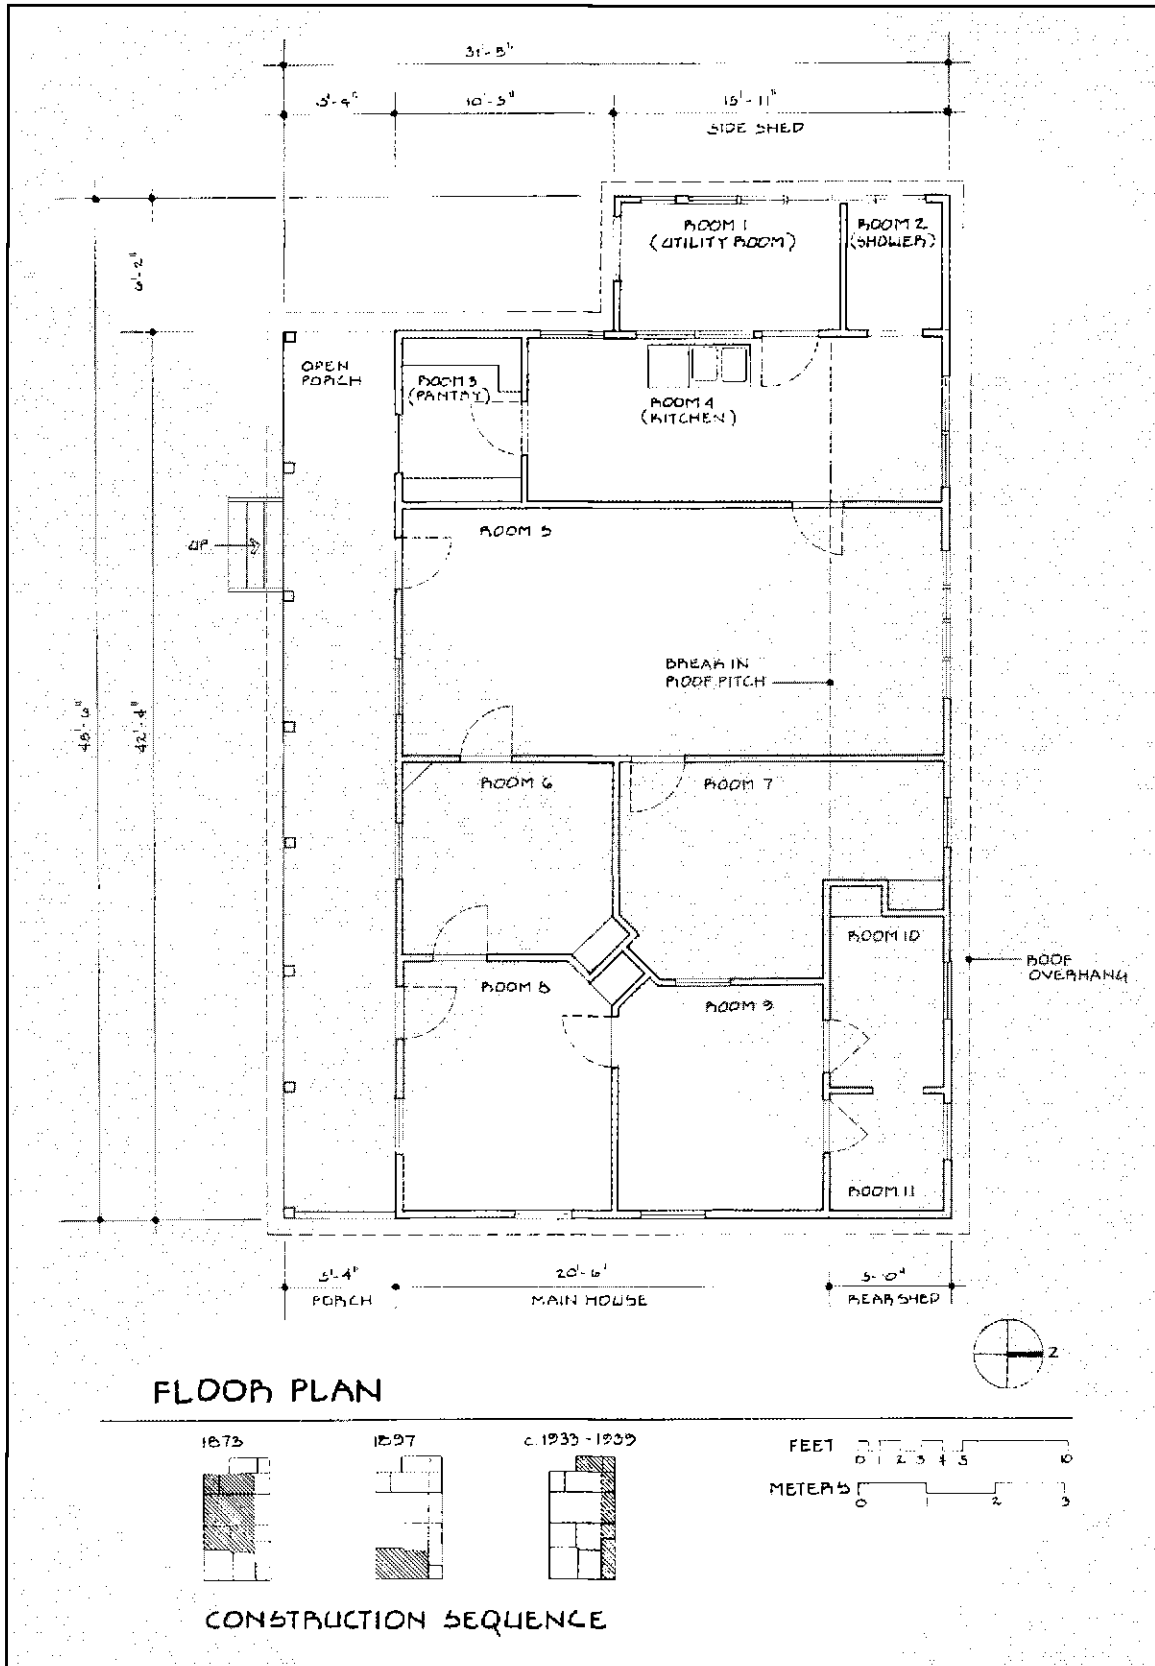 31'-8"
5'-4"
10'-5"
15'-11"
SIDE SHED
6'-2"
ROOM 1
(UTILITY ROOM)
ROOM 2
(SHOWER)
OPEN
PORCH
ROOM 3
(PANTRY)
ROOM 4
(KITCHEN)
UP
ROOM 5
BREAK IN
ROOF PITCH
48'-6"
42'-4"
ROOM 6
ROOM 7
ROOM 10
ROOF
OVERHANG
ROOM 8
ROOM 9
ROOM 11
5'-4"
PORCH
20'-6"
MAIN HOUSE
5'-0"
REAR SHED
Z
FLOOR PLAN
1873
1897
c.1933-1939
FEET
0 1 2 3 4 5 10
METERS
0 1 2 3
CONSTRUCTION SEQUENCE